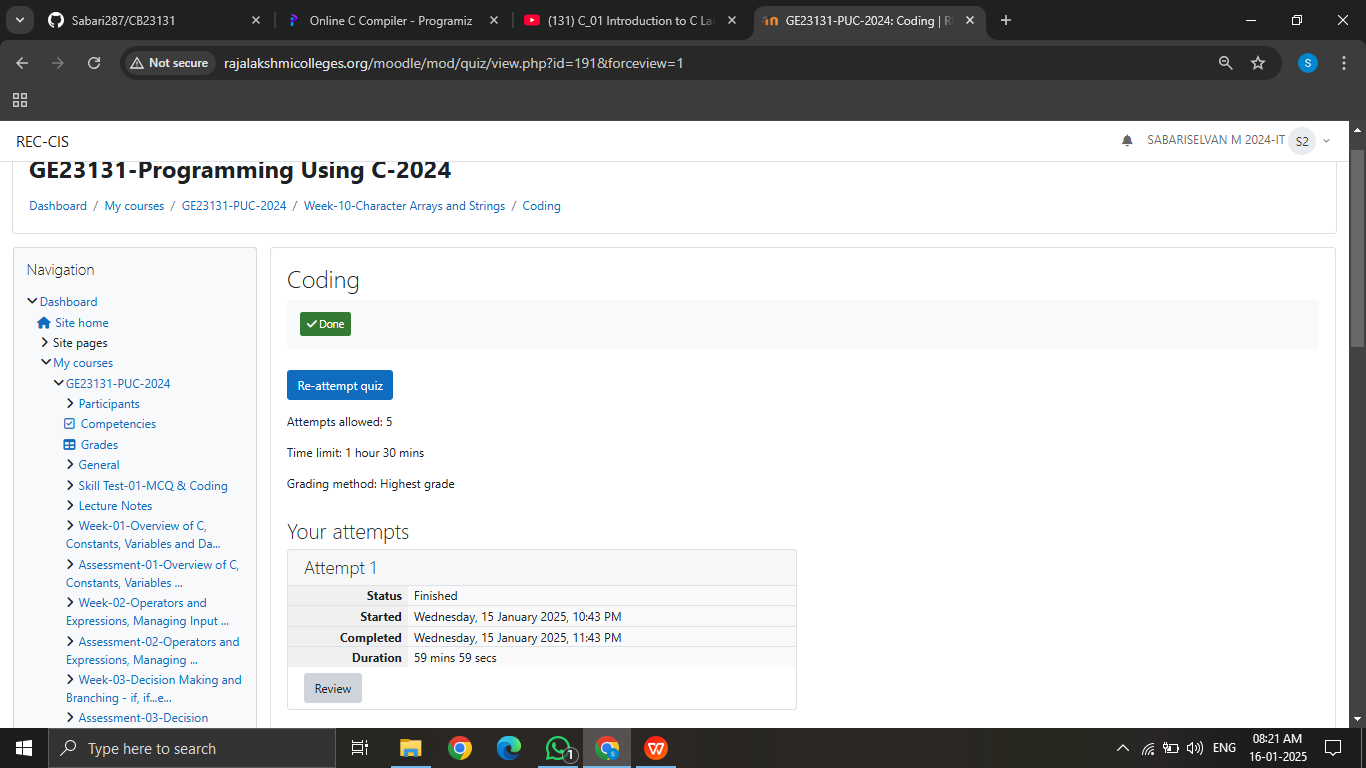 Sabari287/CB23131
Online C Compiler - Programiz
(131) C_01 Introduction to C La
GE23131-PUC-2024: Coding | R
Not secure
rajalakshmicolleges.org/moodle/mod/quiz/view.php?id=191&forceview=1
S
REC-CIS
SABARISELVAN M 2024-IT S2
GE23131-Programming Using C-2024
Dashboard / My courses / GE23131-PUC-2024 / Week-10-Character Arrays and Strings / Coding
Navigation
Dashboard
Site home
Site pages
My courses
GE23131-PUC-2024
Participants
Competencies
Grades
General
Skill Test-01-MCQ & Coding
Lecture Notes
Week-01-Overview of C,
Constants, Variables and Da...
Assessment-01-Overview of C,
Constants, Variables ...
Week-02-Operators and
Expressions, Managing Input ...
Assessment-02-Operators and
Expressions, Managing ...
Week-03-Decision Making and
Branching - if, if...e...
Assessment-03-Decision
Coding
Done
Re-attempt quiz
Attempts allowed: 5
Time limit: 1 hour 30 mins
Grading method: Highest grade
Your attempts
Attempt 1
Status Finished
Started Wednesday, 15 January 2025, 10:43 PM
Completed Wednesday, 15 January 2025, 11:43 PM
Duration 59 mins 59 secs
Review
Type here to search
1
S
W
ENG
08:21 AM
16-01-2025